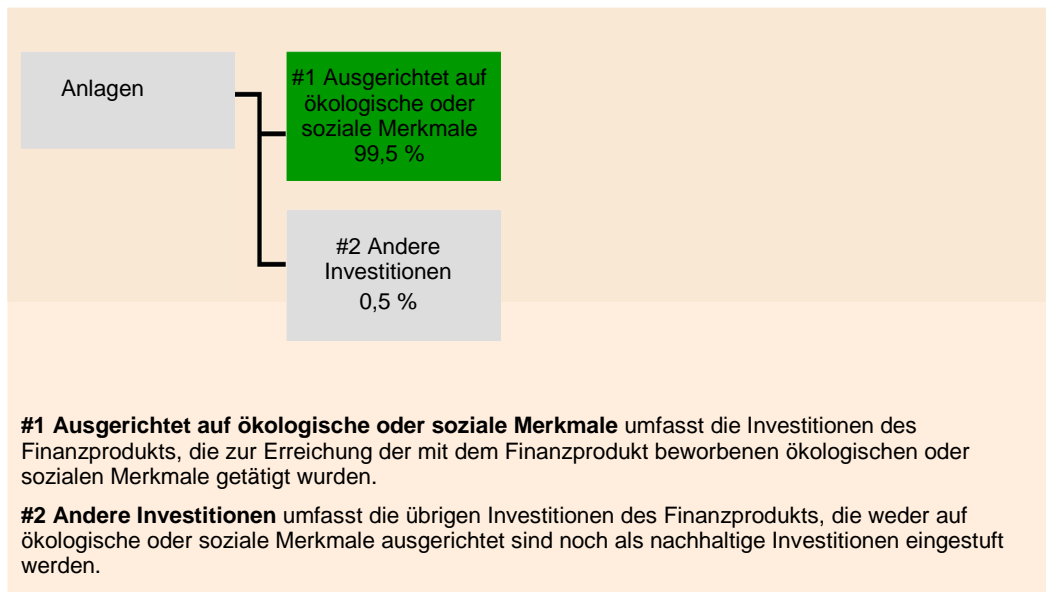 Anlagen
#1 Ausgerichtet auf
ökologische oder
soziale Merkmale
99,5 %
#2 Andere
Investitionen
0,5 %
#1 Ausgerichtet auf ökologische oder soziale Merkmale umfasst die Investitionen des
Finanzprodukts, die zur Erreichung der mit dem Finanzprodukt beworbenen ökologischen oder
sozialen Merkmale getätigt wurden.
#2 Andere Investitionen umfasst die übrigen Investitionen des Finanzprodukts, die weder auf
ökologische oder soziale Merkmale ausgerichtet sind noch als nachhaltige Investitionen eingestuft
werden.